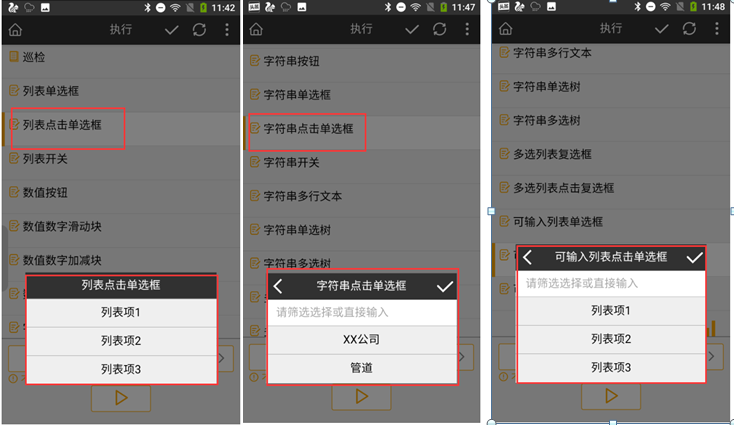 11:42
执行
巡检
列表单选框
列表点击单选框
列表开关
数值按钮
数值数字滑动块
数值数字加减块
列表点击单选框
列表项1
列表项2
列表项3
11:47
执行
字符串按钮
字符串单选框
字符串点击单选框
字符串开关
字符串多行文本
字符串单选树
字符串多选树
字符串点击单选框
请筛选选择或直接输入
XX公司
管道
11:48
执行
字符串多行文本
字符串单选树
字符串多选树
多选列表复选框
多选列表点击复选框
可输入列表单选框
可输入列表点击单选框
请筛选选择或直接输入
列表项1
列表项2
列表项3